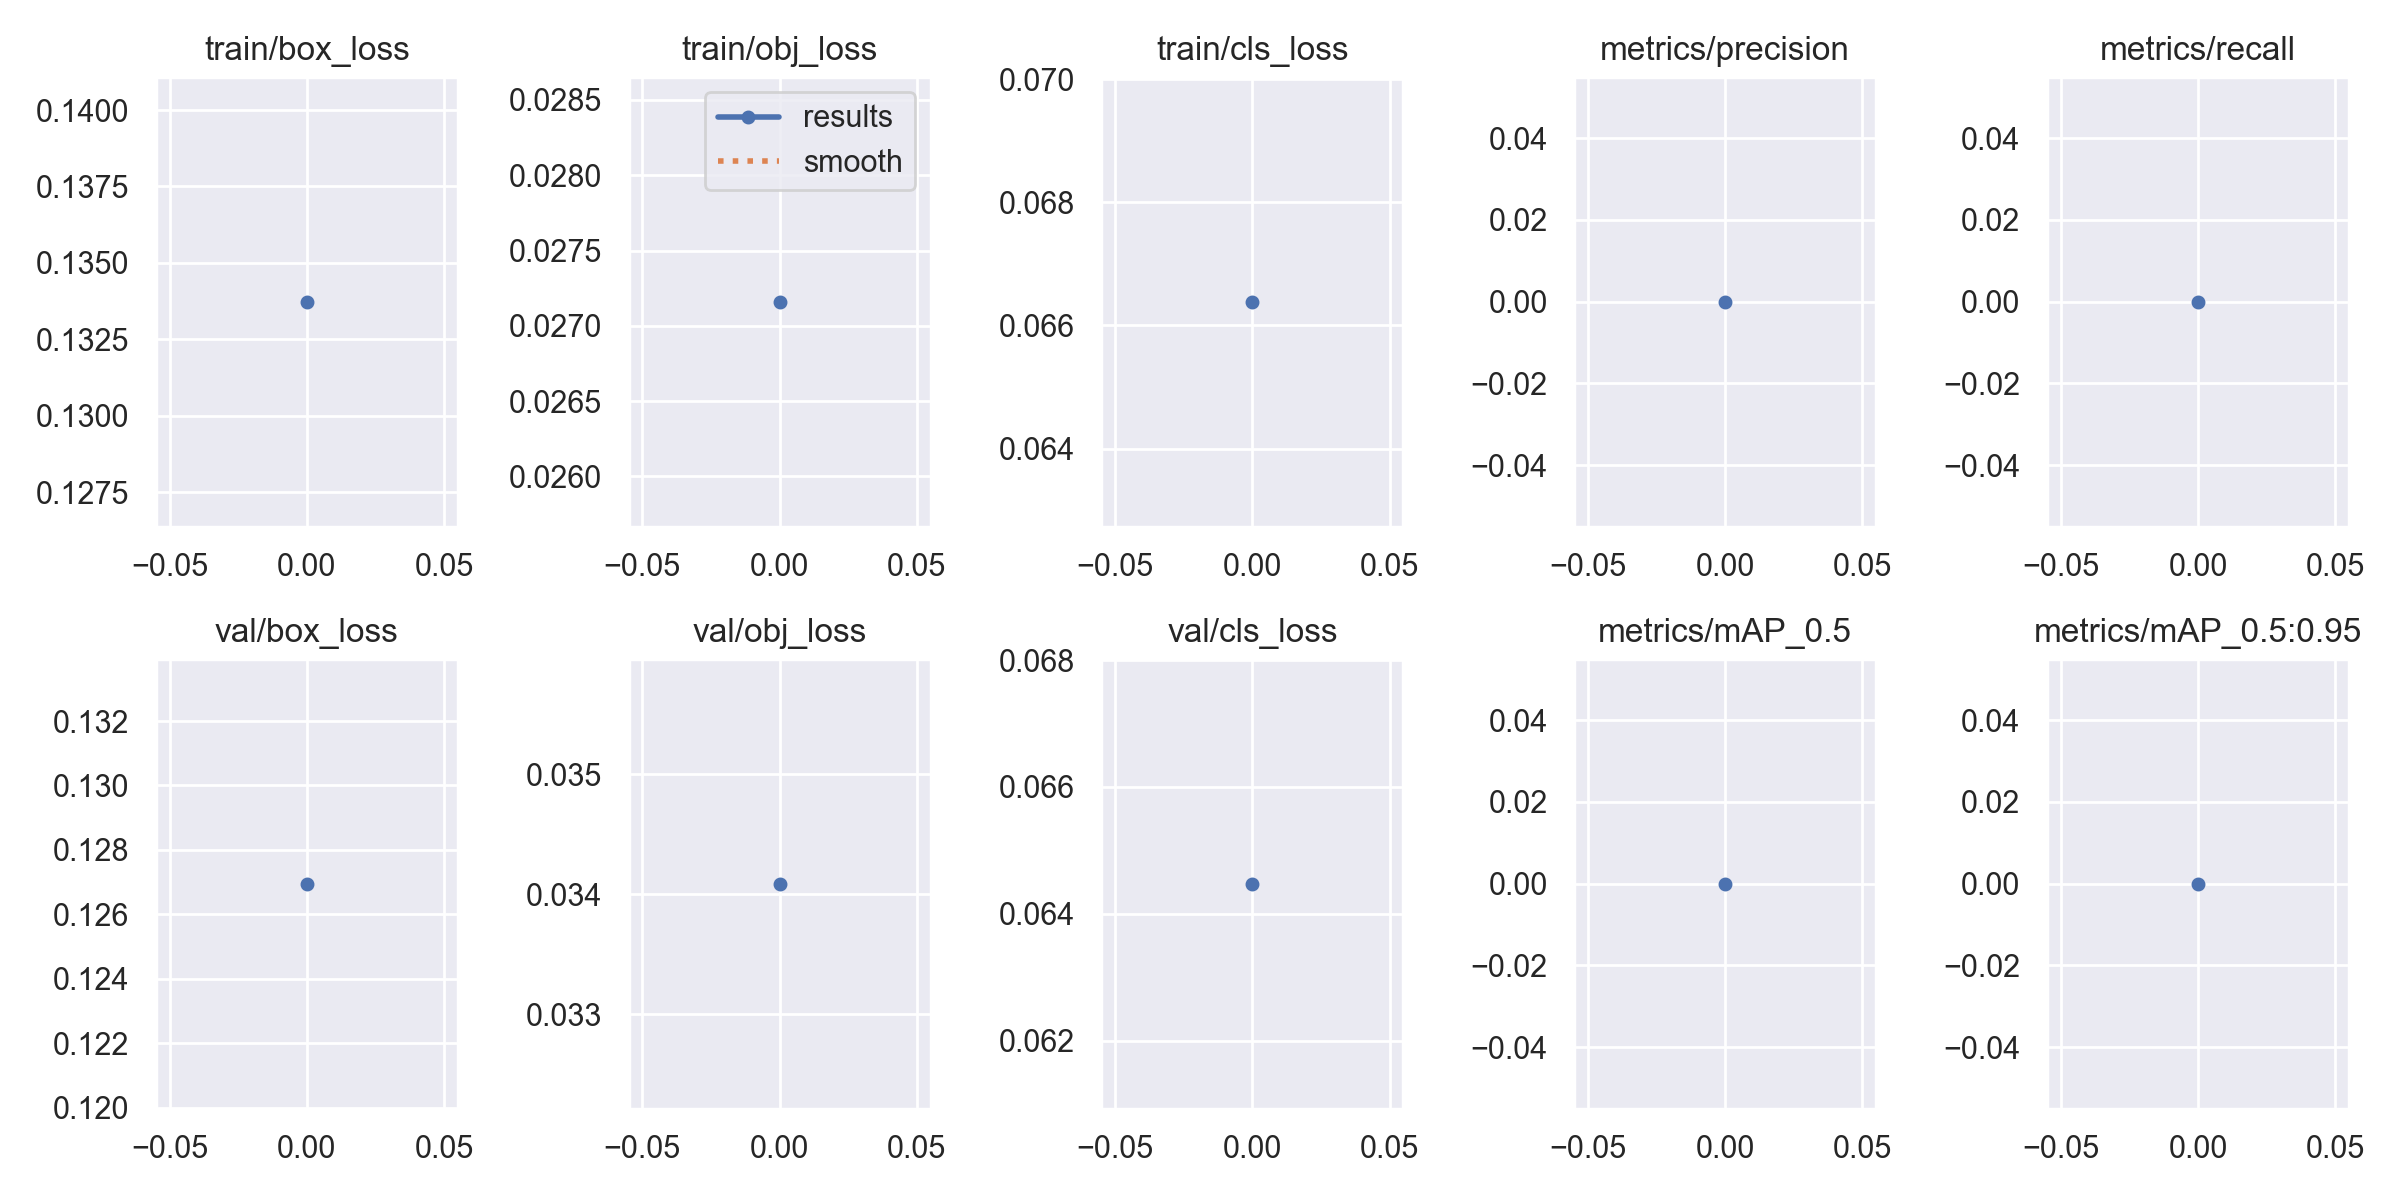 train/box_loss
0.1400
0.1375
0.1350
0.1325
0.1300
0.1275
−0.05 0.00 0.05
train/obj_loss
results
smooth
0.0285
0.0280
0.0275
0.0270
0.0265
0.0260
−0.05 0.00 0.05
train/cls_loss
0.070
0.068
0.066
0.064
−0.05 0.00 0.05
metrics/precision
0.04
0.02
0.00
−0.02
−0.04
−0.05 0.00 0.05
metrics/recall
0.04
0.02
0.00
−0.02
−0.04
−0.05 0.00 0.05
val/box_loss
0.132
0.130
0.128
0.126
0.124
0.122
0.120
−0.05 0.00 0.05
val/obj_loss
0.035
0.034
0.033
−0.05 0.00 0.05
val/cls_loss
0.068
0.066
0.064
0.062
−0.05 0.00 0.05
metrics/mAP_0.5
0.04
0.02
0.00
−0.02
−0.04
−0.05 0.00 0.05
metrics/mAP_0.5:0.95
0.04
0.02
0.00
−0.02
−0.04
−0.05 0.00 0.05